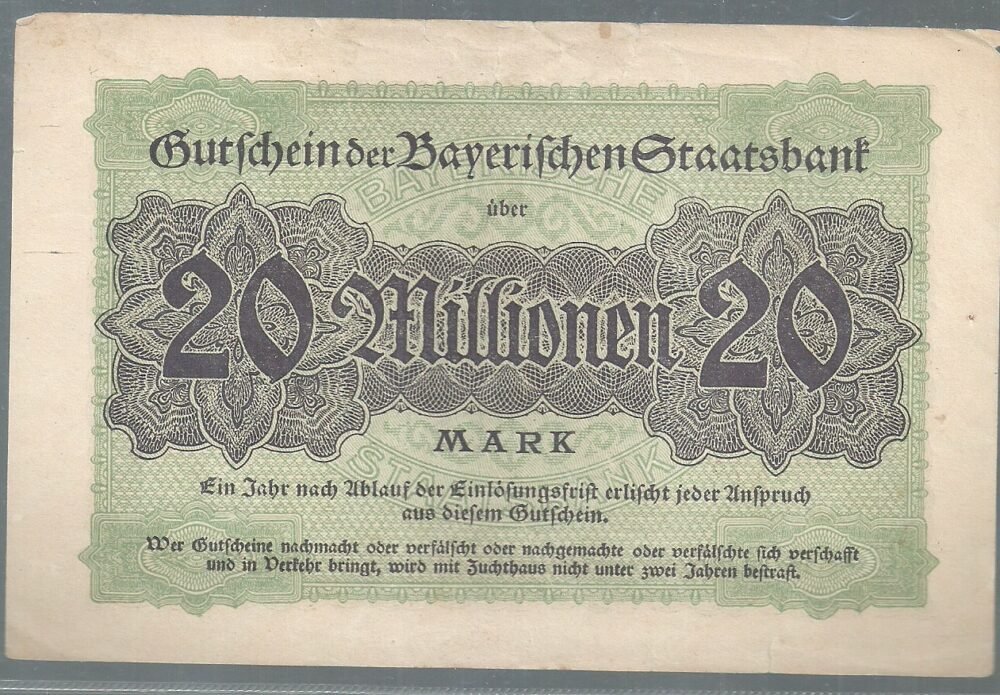 Gutſchein der Bayeriſchen Staatsbank
BAYERISCHE
über
20 Millionen 20
MARK
STAATSBANK
Ein Jahr nach Ablauf der Einlöſungsfriſt erliſcht jeder Anſpruch
aus dieſem Gutſchein.
Wer Gutſcheine nachmacht oder verfälſcht oder nachgemachte oder verfälſchte ſich verſchafft
und in Verkehr bringt, wird mit Zuchthaus nicht unter zwei Jahren beſtraft.